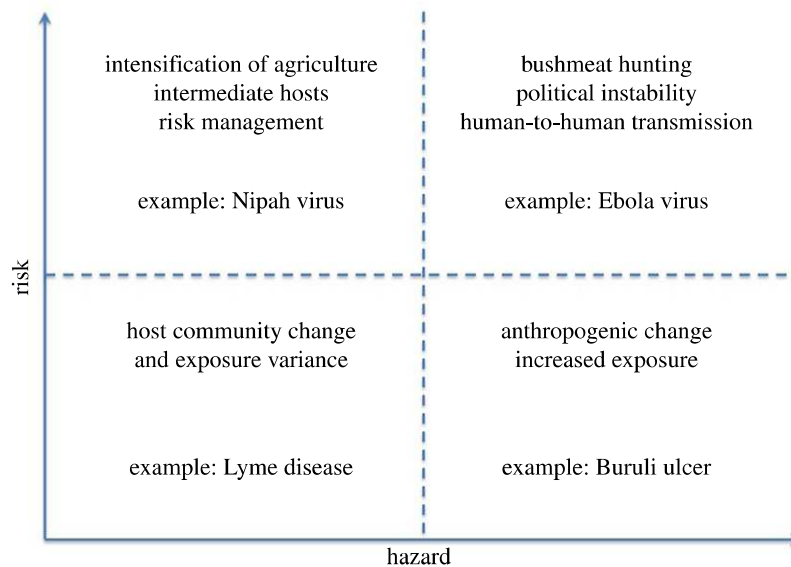 intensification of agriculture
intermediate hosts
risk management
example: Nipah virus
bushmeat hunting
political instability
human-to-human transmission
example: Ebola virus
risk
host community change
and exposure variance
example: Lyme disease
anthropogenic change
increased exposure
example: Buruli ulcer
hazard